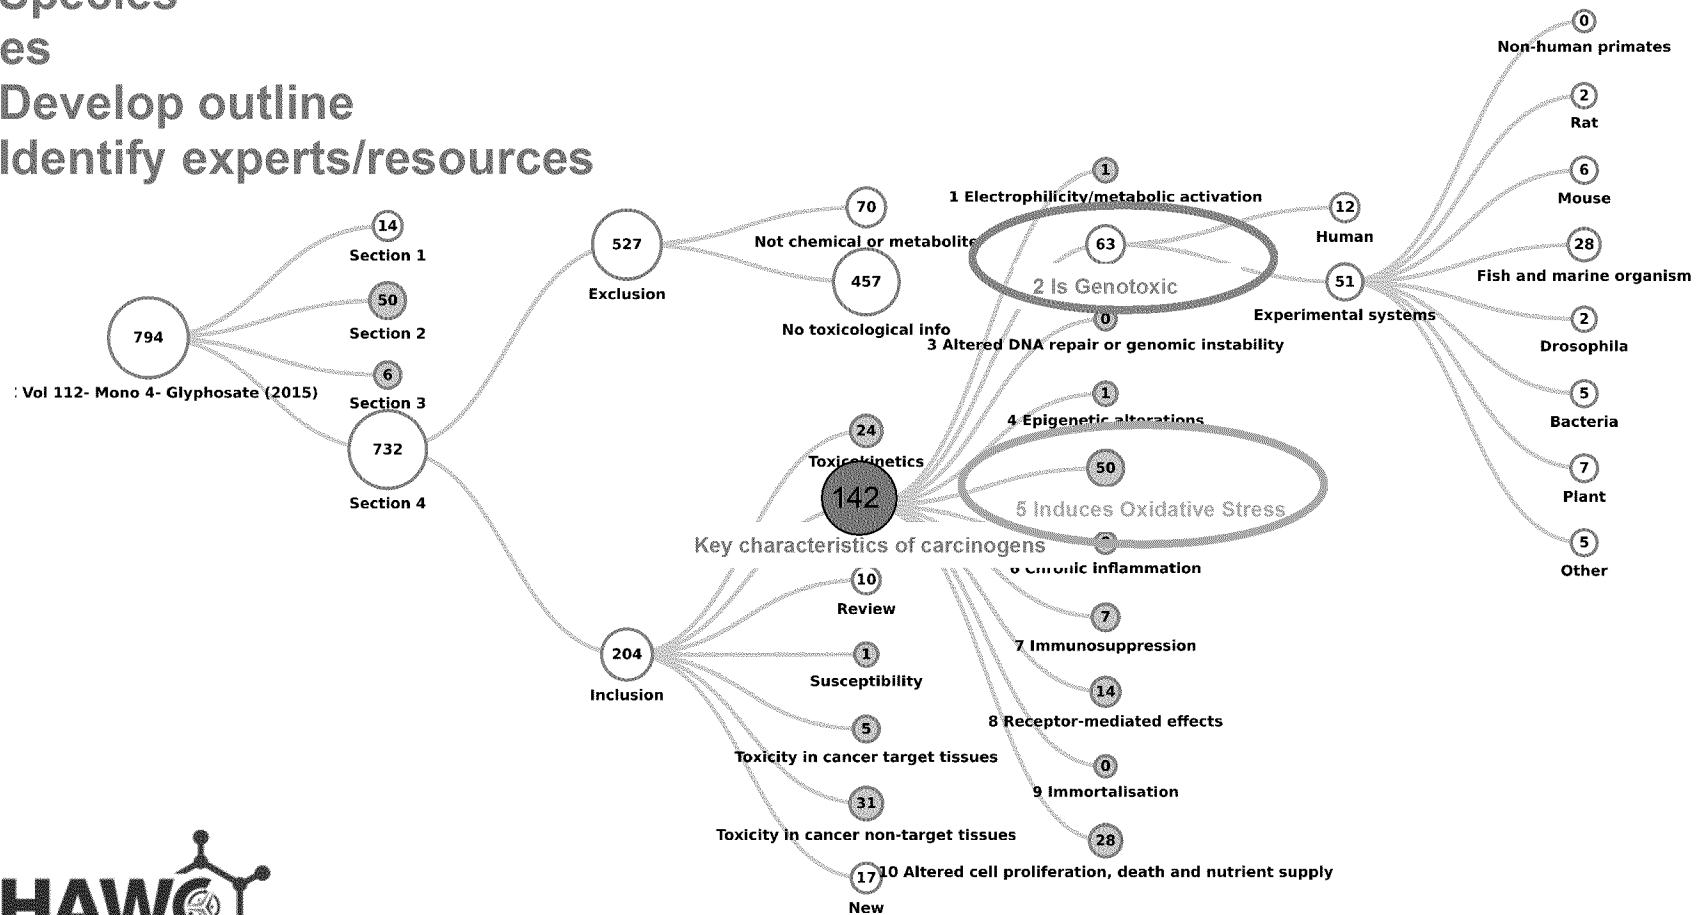 Species
es
Develop outline
Identify experts/resources
794
Vol 112- Mono 4- Glyphosate (2015)
14
Section 1
50
Section 2
6
Section 3
732
Section 4
527
Exclusion
204
Inclusion
70
Not chemical or metabolite
457
No toxicological info
24
Toxicokinetics
142
Key characteristics of carcinogens
10
Review
1
Susceptibility
5
Toxicity in cancer target tissues
31
Toxicity in cancer non-target tissues
17
New
1
1 Electrophilicity/metabolic activation
63
2 Is Genotoxic
0
3 Altered DNA repair or genomic instability
1
4 Epigenetic alterations
50
5 Induces Oxidative Stress
6 Chronic inflammation
7
7 Immunosuppression
14
8 Receptor-mediated effects
0
9 Immortalisation
28
10 Altered cell proliferation, death and nutrient supply
12
Human
51
Experimental systems
0
Non-human primates
2
Rat
6
Mouse
28
Fish and marine organism
2
Drosophila
5
Bacteria
7
Plant
5
Other
HAWC